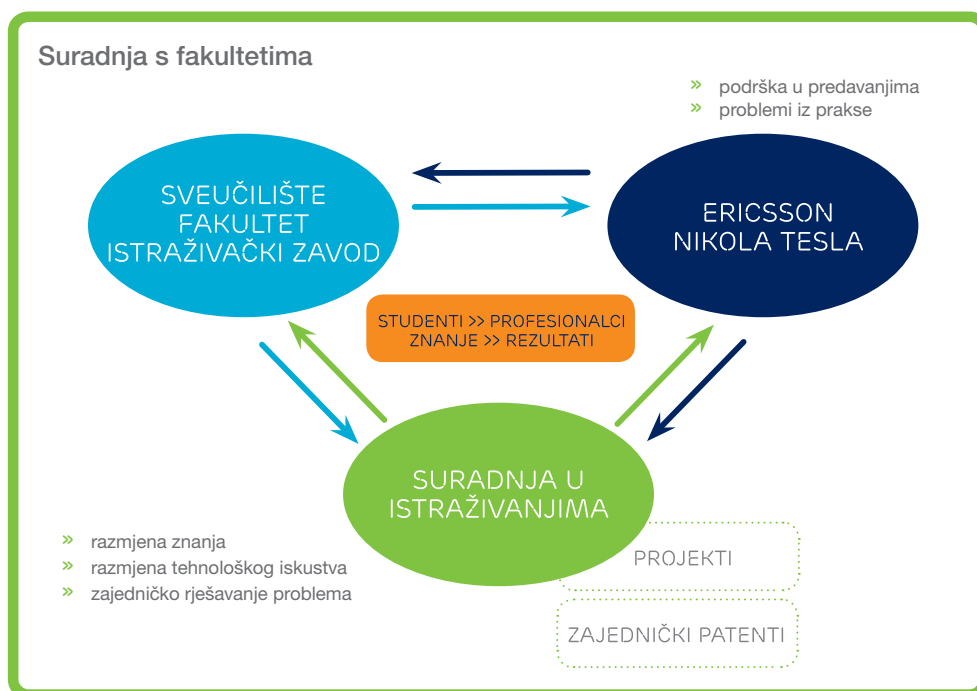 Suradnja s fakultetima
» podrška u predavanjima
» problemi iz prakse
SVEUČILIŠTE
FAKULTET
ISTRAŽIVAČKI ZAVOD
ERICSSON
NIKOLA TESLA
STUDENTI >> PROFESIONALCI
ZNANJE >> REZULTATI
SURADNJA U
ISTRAŽIVANJIMA
» razmjena znanja
» razmjena tehnološkog iskustva
» zajedničko rješavanje problema
PROJEKTI
ZAJEDNIČKI PATENTI